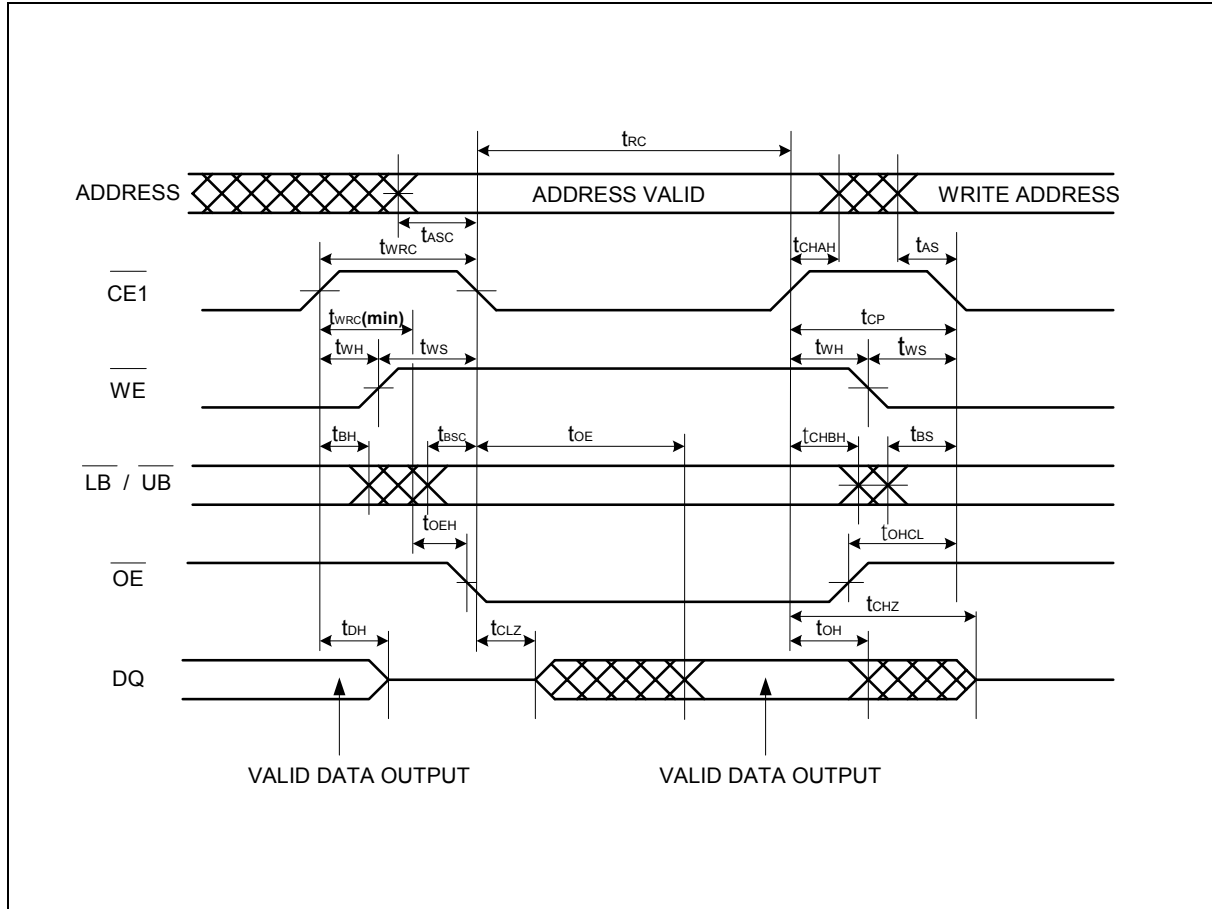 tRC
ADDRESS
ADDRESS VALID
WRITE ADDRESS
tASC
tWRC
tCHAH
tAS
CE1
tWRC(min)
tCP
tWH
tWS
tWH
tWS
WE
tBH
tBSC
tOE
tCHBH
tBS
LB / UB
tOEH
tOHCL
OE
tCHZ
tDH
tCLZ
tOH
DQ
VALID DATA OUTPUT
VALID DATA OUTPUT